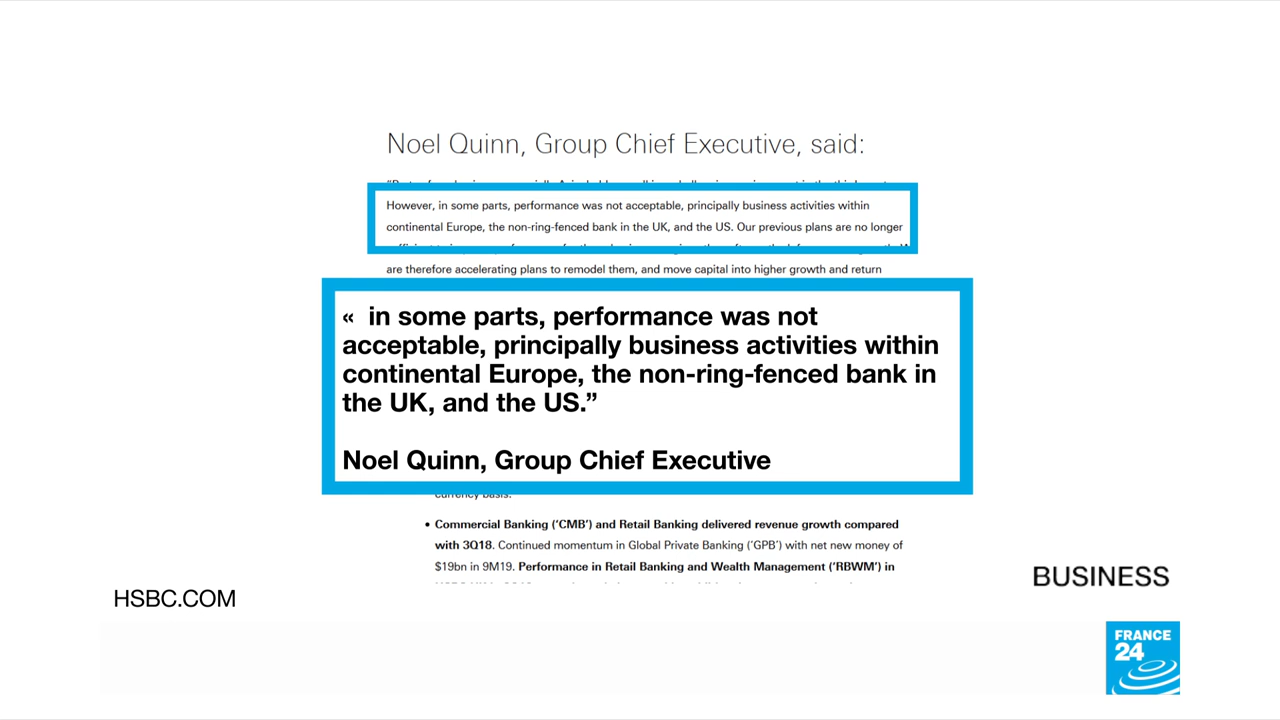 Noel Quinn, Group Chief Executive, said:
However, in some parts, performance was not acceptable, principally business activities within
continental Europe, the non-ring-fenced bank in the UK, and the US. Our previous plans are no longer
are therefore accelerating plans to remodel them, and move capital into higher growth and return
«  in some parts, performance was not
acceptable, principally business activities within
continental Europe, the non-ring-fenced bank in
the UK, and the US.”
Noel Quinn, Group Chief Executive
currency basis.
• Commercial Banking (‘CMB’) and Retail Banking delivered revenue growth compared
with 3Q18. Continued momentum in Global Private Banking (‘GPB’) with net new money of
$19bn in 9M19. Performance in Retail Banking and Wealth Management (‘RBWM’) in
BUSINESS
HSBC.COM
FRANCE
24